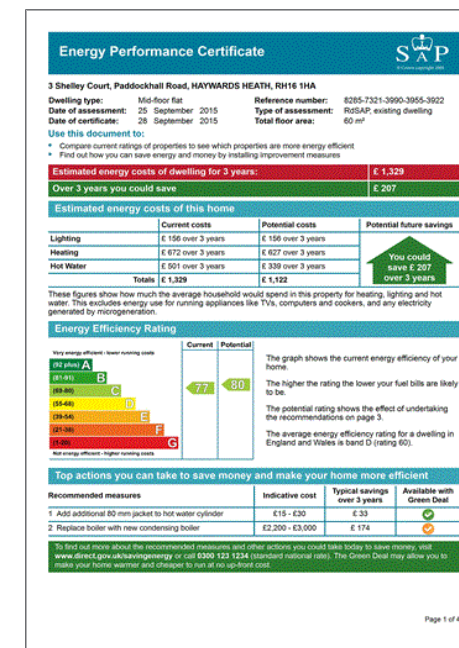 Energy Performance Certificate
SAP
3 Shelley Court, Paddockhall Road, HAYWARDS HEATH, RH16 1HA
Dwelling type: Mid-floor flat Reference number: 8285-7321-3990-3955-3922
Date of assessment: 25 September 2015 Type of assessment: RdSAP, existing dwelling
Date of certificate: 28 September 2015 Total floor area: 60 m²
Use this document to:
• Compare current ratings of properties to see which properties are more energy efficient
• Find out how you can save energy and money by installing improvement measures
Estimated energy costs of dwelling for 3 years: £ 1,329
Over 3 years you could save £ 207
Estimated energy costs of this home
Current costs Potential costs Potential future savings
Lighting £ 156 over 3 years £ 156 over 3 years
Heating £ 672 over 3 years £ 627 over 3 years
Hot Water £ 501 over 3 years £ 339 over 3 years
Totals £ 1,329 £ 1,122
You could
save £ 207
over 3 years
These figures show how much the average household would spend in this property for heating, lighting and hot
water. This excludes energy use for running appliances like TVs, computers and cookers, and any electricity
generated by microgeneration.
Energy Efficiency Rating
Current Potential
Very energy efficient - lower running costs
(92 plus) A
(81-91) B
(69-80) C
(55-68) D
(39-54) E
(21-38) F
(1-20) G
77 80
Not energy efficient - higher running costs
The graph shows the current energy efficiency of your
home.
The higher the rating the lower your fuel bills are likely
to be.
The potential rating shows the effect of undertaking
the recommendations on page 3.
The average energy efficiency rating for a dwelling in
England and Wales is band D (rating 60).
Top actions you can take to save money and make your home more efficient
Recommended measures Indicative cost Typical savings over 3 years Available with Green Deal
1 Add additional 80 mm jacket to hot water cylinder £15 - £30 £ 33
2 Replace boiler with new condensing boiler £2,200 - £3,000 £ 174
To find out more about the recommended measures and other actions you could take today to save money, visit
www.direct.gov.uk/savingenergy or call 0300 123 1234 (standard national rate). The Green Deal may allow you to
make your home warmer and cheaper to run at no up-front cost.
Page 1 of 4